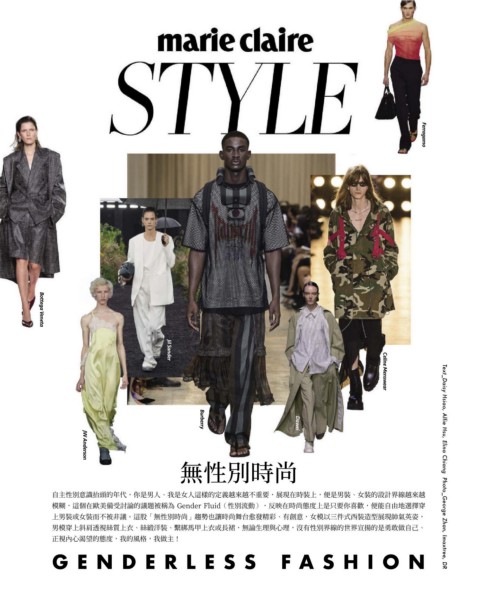 marie claire
STYLE
Ferragamo
Bottega Veneta
Jil Sander
JW Anderson
Burberry
Celine Menswear
Text_Daisy Hsiao, Allie Hsu, Elisa Chiang Photo_George Zhan, Imaxtree, DR
無性別時尚
自主性別意識抬頭的年代，你是男人、我是女人這樣的定義越來越不重要，展現在時裝上，便是男裝、女裝的設計界線越來越
模糊，這個在歐美備受討論的議題被稱為 Gender Fluid（性別流動），反映在時尚態度上是只要你喜歡，便能自由地選擇穿
上男裝或女裝而不被非議。這股「無性別時尚」趨勢也讓時尚舞台愈發精彩、有創意，女模以三件式西裝造型展現帥氣英姿，
男模穿上斜肩透視絲質上衣、絲緞洋裝、繫綁馬甲上衣或長裙，無論生理與心理，沒有性別界線的世界宣揚的是勇敢做自己、
正視內心渴望的態度。我的風格，我做主！
GENDERLESS FASHION